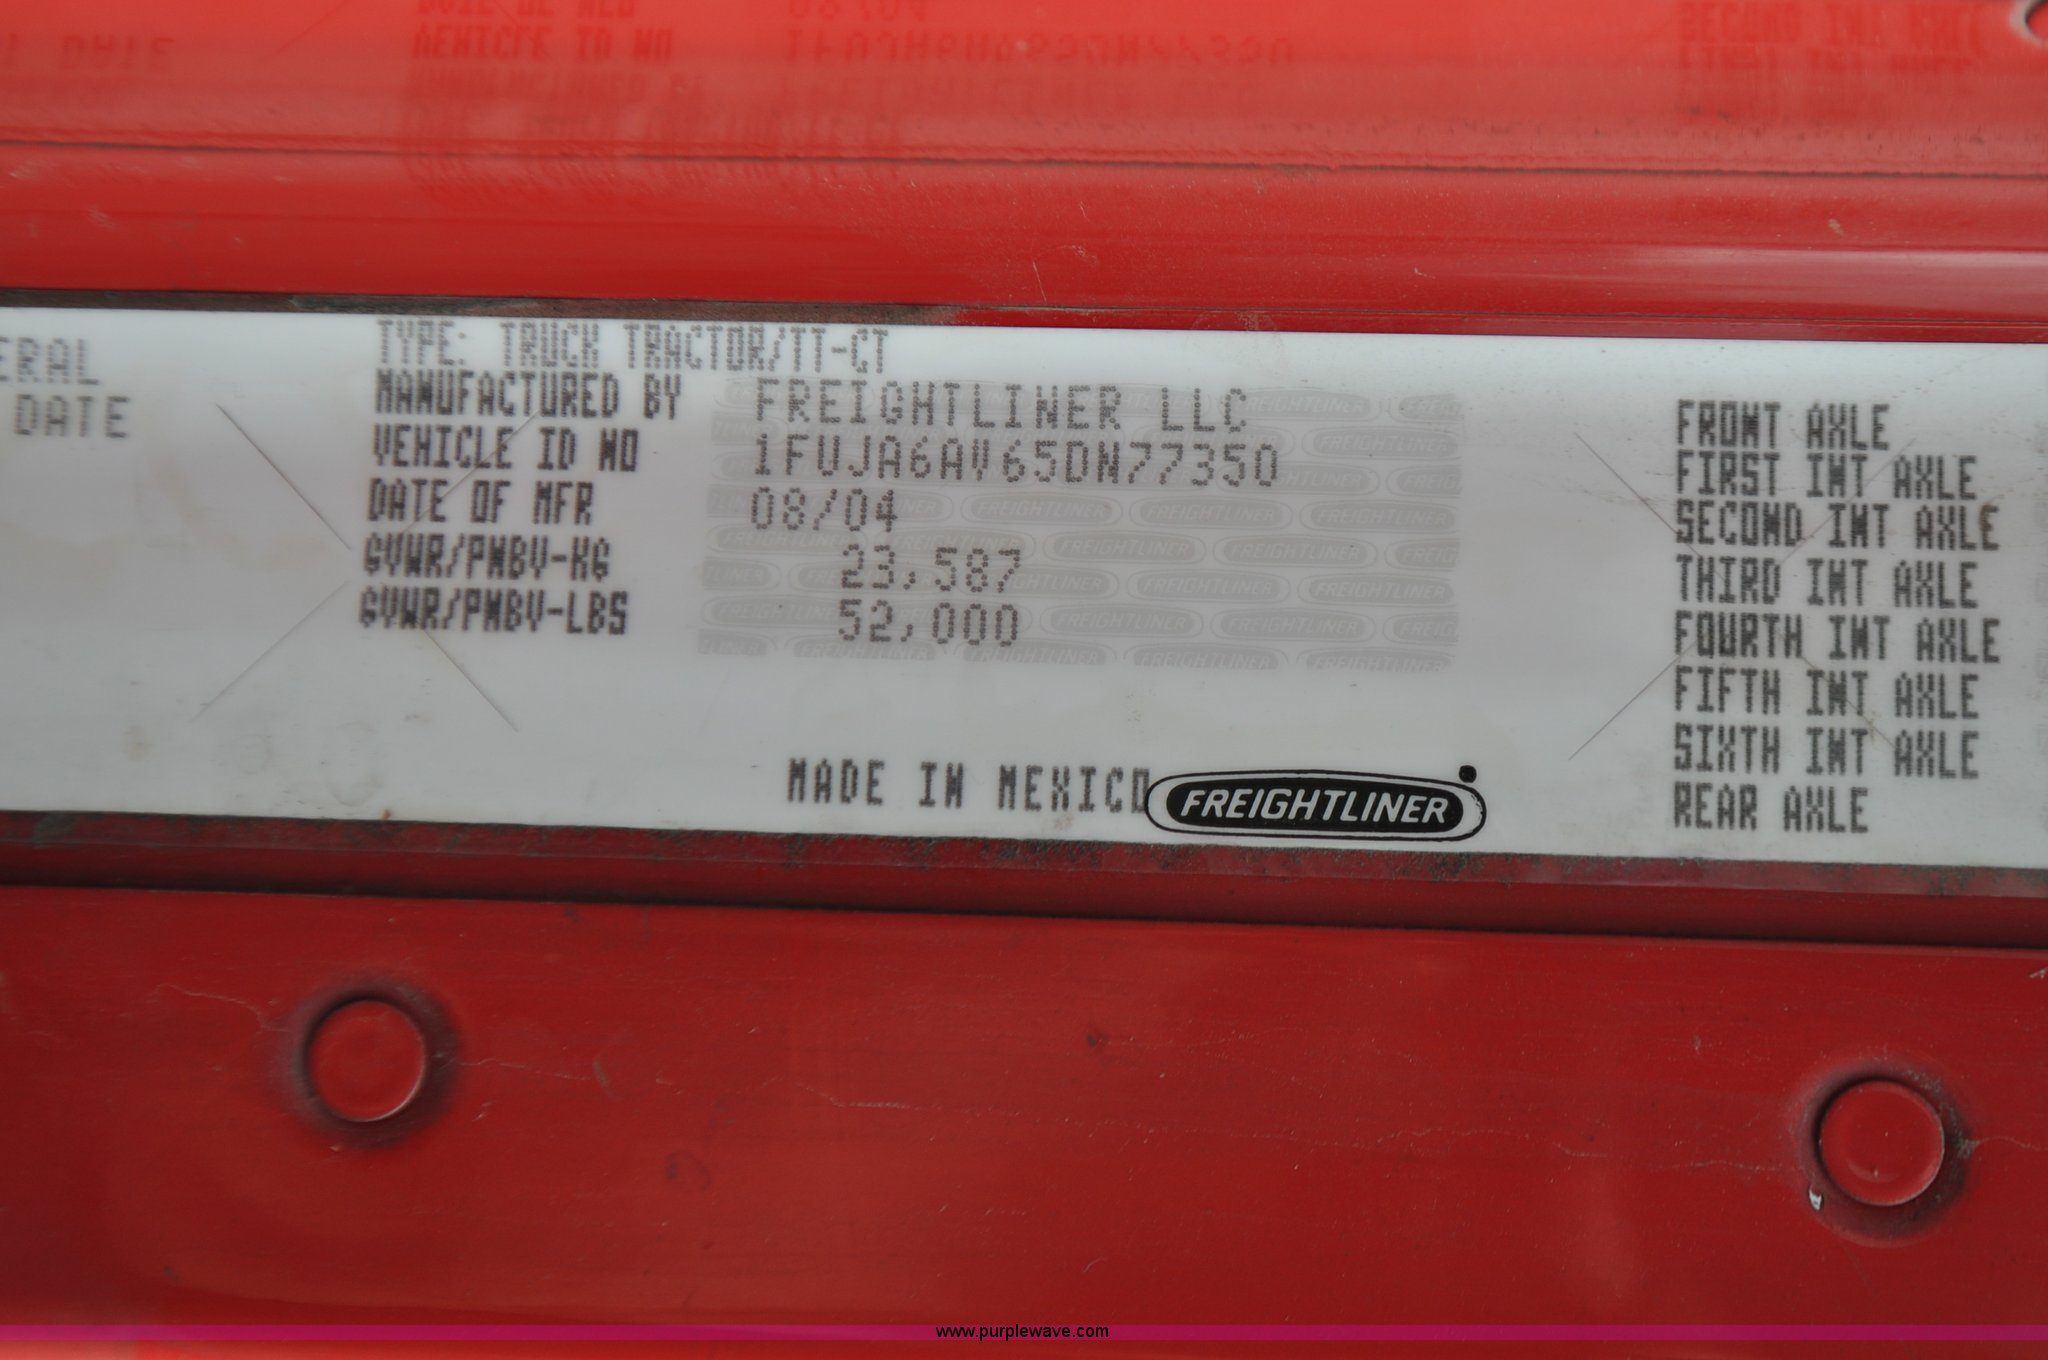 ERAL
DATE
TYPE: TRUCK TRACTOR/TT-CT
MANUFACTURED BY FREIGHTLINER LLC
VEHICLE ID NO 1FUJA6AV65DN77350
DATE OF MFR 08/04
GVWR/PNBV-KG 23,587
GVWR/PNBV-LBS 52,000
MADE IN MEXICO FREIGHTLINER
FRONT AXLE
FIRST INT AXLE
SECOND INT AXLE
THIRD INT AXLE
FOURTH INT AXLE
FIFTH INT AXLE
SIXTH INT AXLE
REAR AXLE
www.purplewave.com